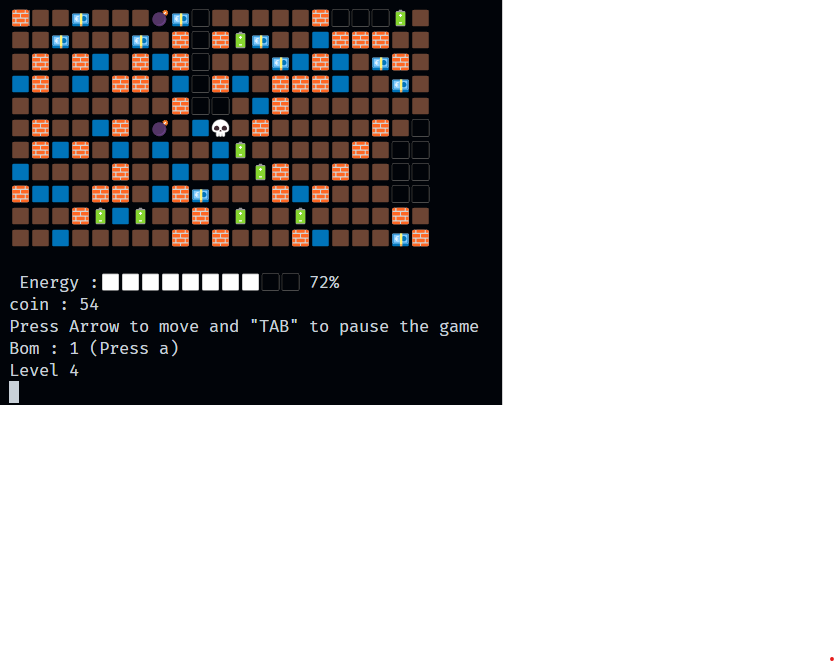 Energy : 72%
coin : 54
Press Arrow to move and "TAB" to pause the game
Bom : 1 (Press a)
Level 4